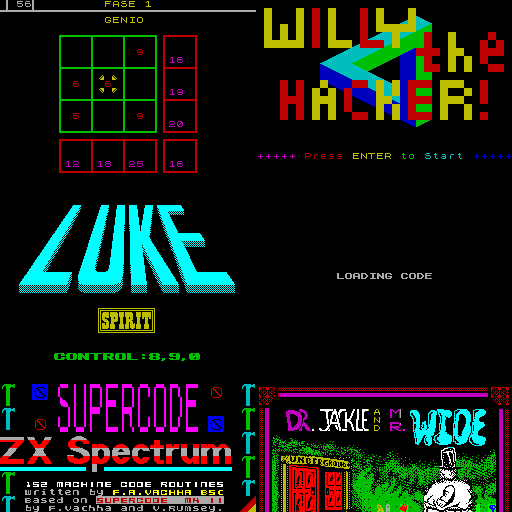 56 FASE 1
GENIO
9 16
6 6 19
5 9 20
12 18 25 16
WILLY
the
HACKER!
+++++ Press ENTER to Start +++++
LUKE
SPIRIT
CONTROL:8,9,0
LOADING CODE
SUPERCODE
ZX Spectrum
152 MACHINE CODE ROUTINES
written by F.A.VACHHA BSC
based on SUPERCODE Mk II
by F.Vachha and V.Rumsey.
DR. JACKLE AND MR. WIDE
UNDERGROUND